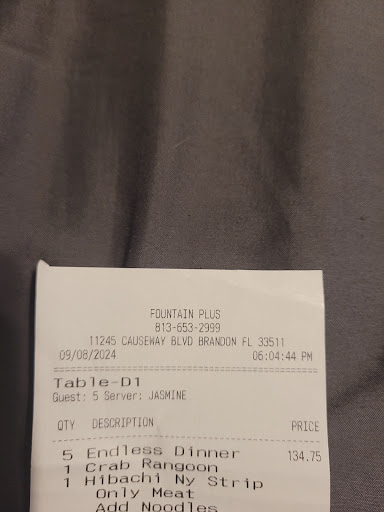 FOUNTAIN PLUS
813-653-2999
11245 CAUSEWAY BLVD BRANDON FL 33511
09/08/2024 06:04:44 PM
Table-D1
Guest: 5 Server: JASMINE
QTY DESCRIPTION PRICE
5 Endless Dinner 134.75
1 Crab Rangoon
1 Hibachi Ny Strip
Only Meat
Add Noodles